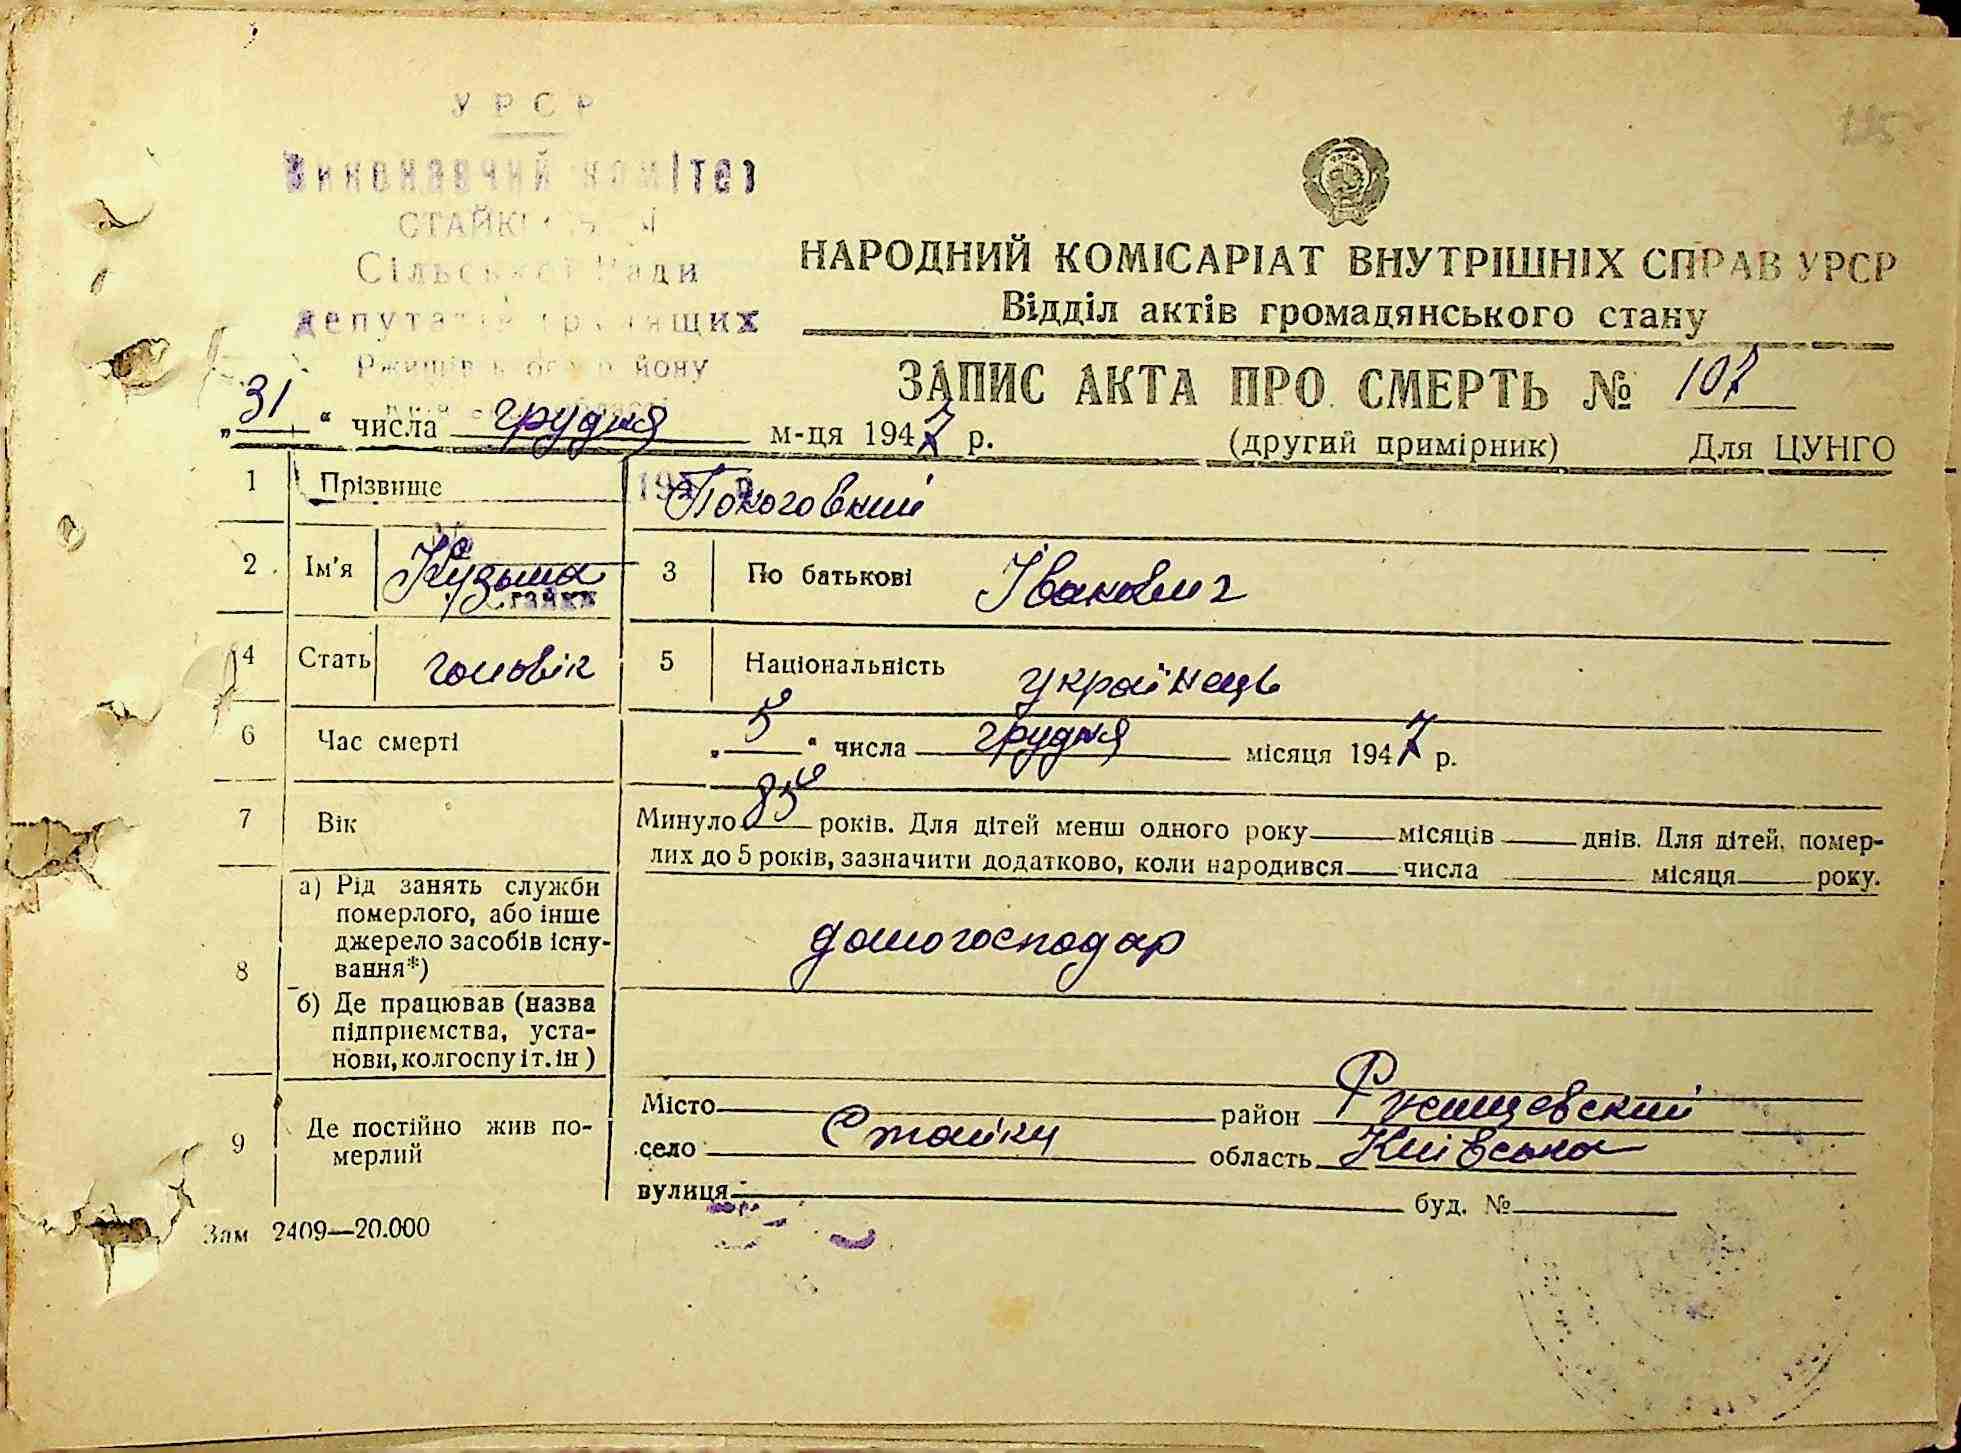 УРСР
Виконавчий комітет
Сільської Ради
депутатів трудящих
НАРОДНИЙ КОМІСАРІАТ ВНУТРІШНІХ СПРАВ УРСР
Відділ актів громадянського стану
ЗАПИС АКТА ПРО СМЕРТЬ № 107
„31“ числа грудня м-ця 1947 р. (другий примірник) Для ЦУНГО
1 Прізвище
2 Ім'я Кузьма 3 По батькові Іванович
Стайки
4 Стать чоловік 5 Національність українець
6 Час смерті „5“ числа грудня місяця 1947 р.
7 Вік Минуло 85 років. Для дітей менш одного року місяців днів. Для дітей, помер-
лих до 5 років, зазначити додатково, коли народився числа місяця року.
8 а) Рід занять служби
померлого, або інше
джерело засобів існу-
вання*)
домогосподар
б) Де працював (назва
підприємства, уста-
нови, колгоспу і т. ін)
9 Де постійно жив по-
мерлий
Місто район Ржищевский
село Стайки область Київська
вулиця буд. №
Зам 2409—20.000